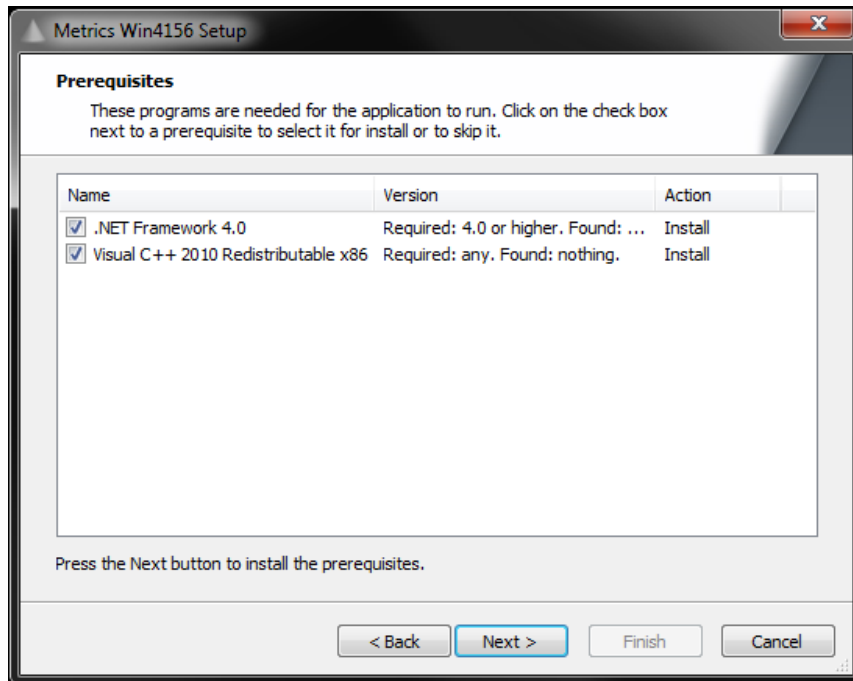 Metrics Win4156 Setup
Prerequisites
These programs are needed for the application to run. Click on the check box
next to a prerequisite to select it for install or to skip it.
Name Version Action
.NET Framework 4.0 Required: 4.0 or higher. Found: ... Install
Visual C++ 2010 Redistributable x86 Required: any. Found: nothing. Install
Press the Next button to install the prerequisites.
< Back Next > Finish Cancel